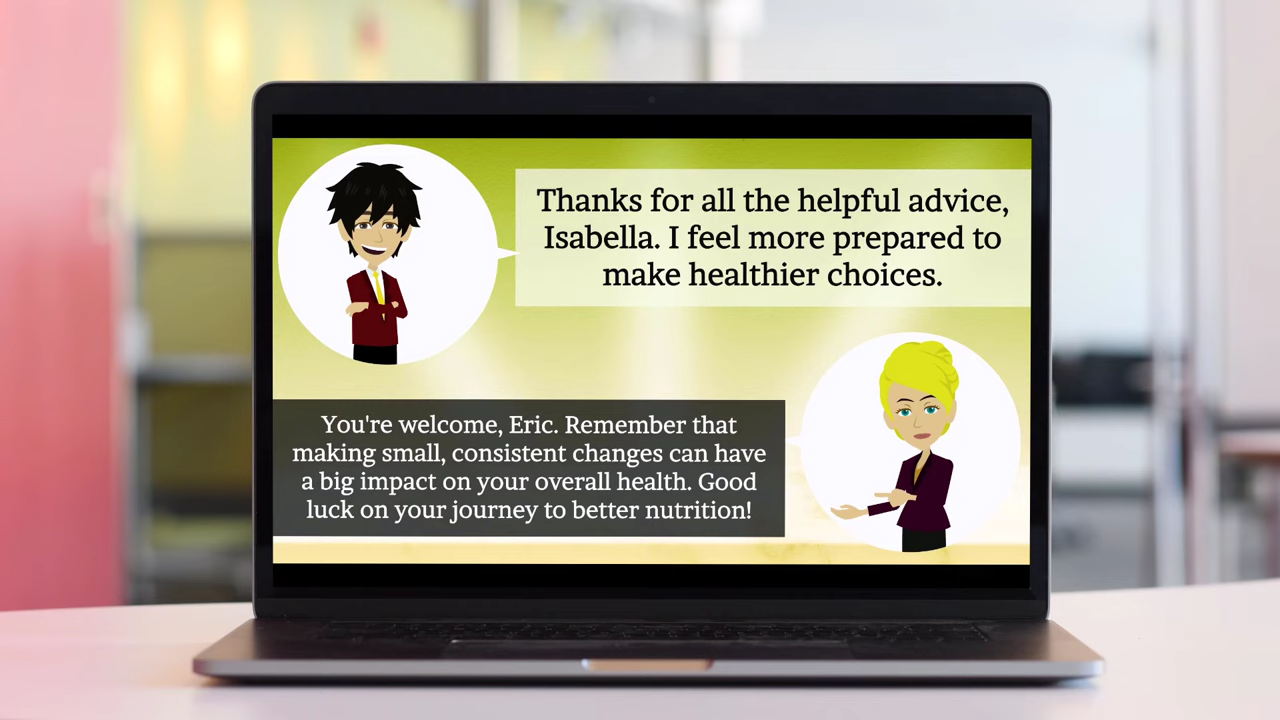 Thanks for all the helpful advice,
Isabella. I feel more prepared to
make healthier choices.
You're welcome, Eric. Remember that
making small, consistent changes can have
a big impact on your overall health. Good
luck on your journey to better nutrition!